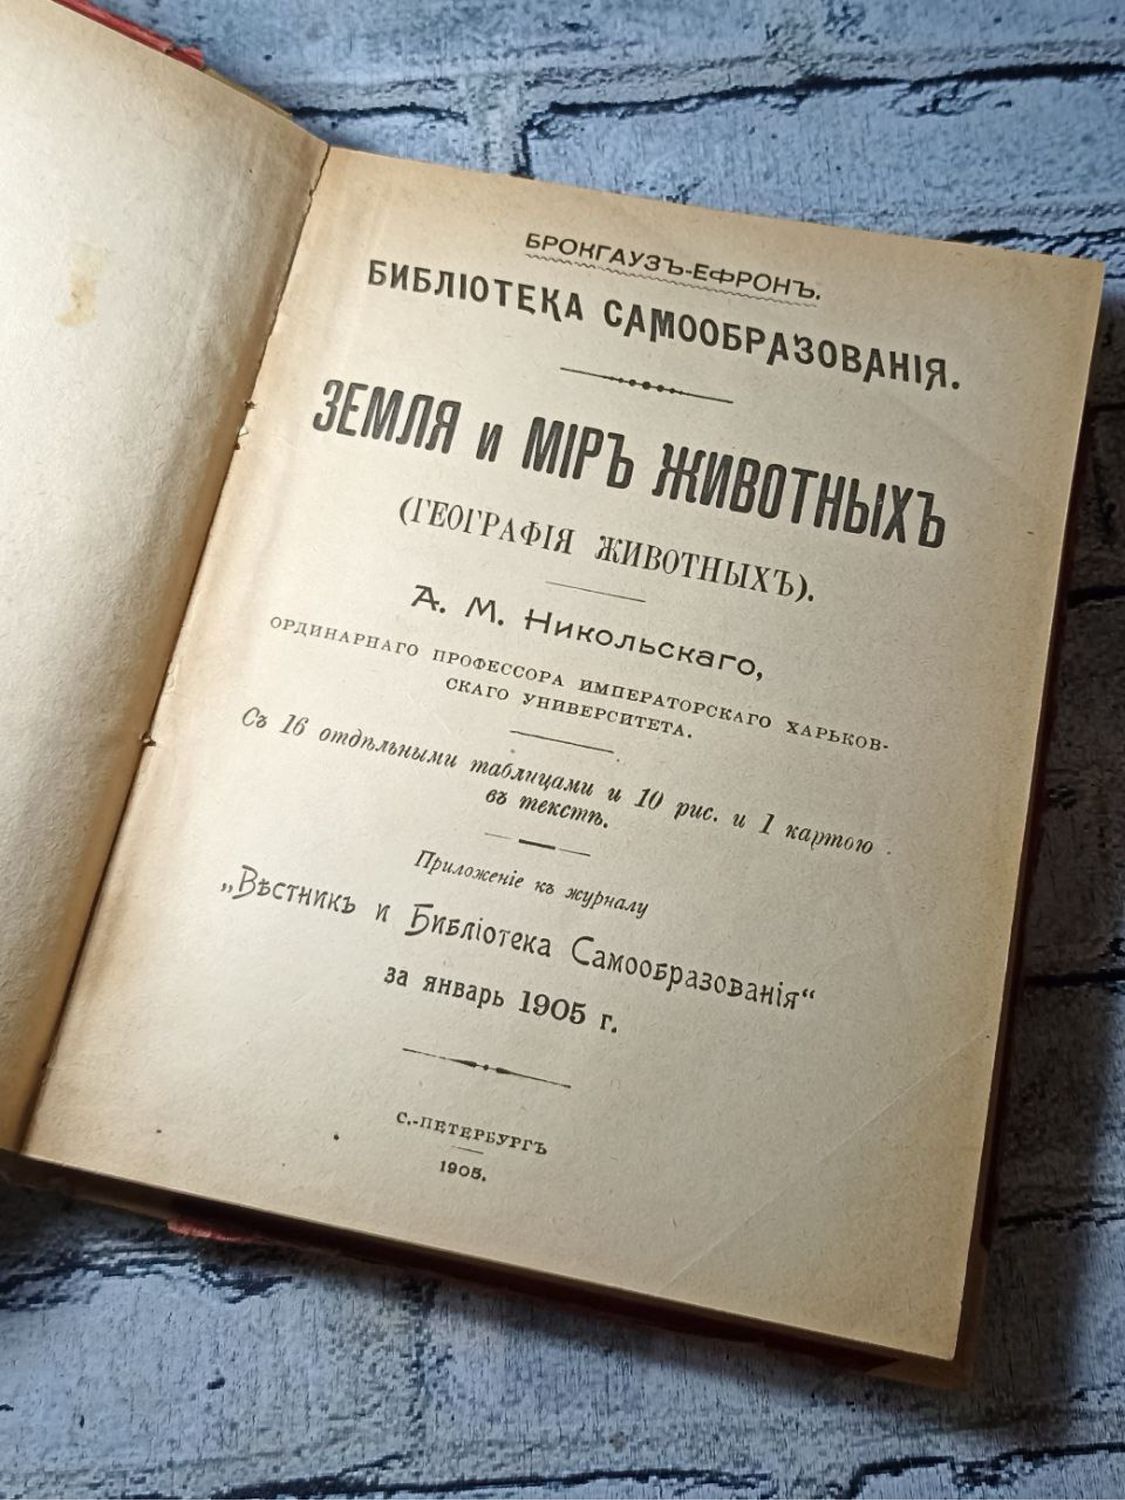 БРОКГАУЗЪ-ЕФРОНЪ.
БИБЛІОТЕКА САМООБРАЗОВАНІЯ.
ЗЕМЛЯ и МІРЪ ЖИВОТНЫХЪ
(ГЕОГРАФІЯ ЖИВОТНЫХЪ).
А. М. Никольскаго,
ОРДИНАРНАГО ПРОФЕССОРА ИМПЕРАТОРСКАГО ХАРЬКОВ-
СКАГО УНИВЕРСИТЕТА.
Съ 16 отдѣльными таблицами и 10 рис. и 1 картою
въ текстѣ.
Приложеніе къ журналу
„Вѣстникъ и Библіотека Самообразованія“
за январь 1905 г.
С.-ПЕТЕРБУРГЪ
1905.